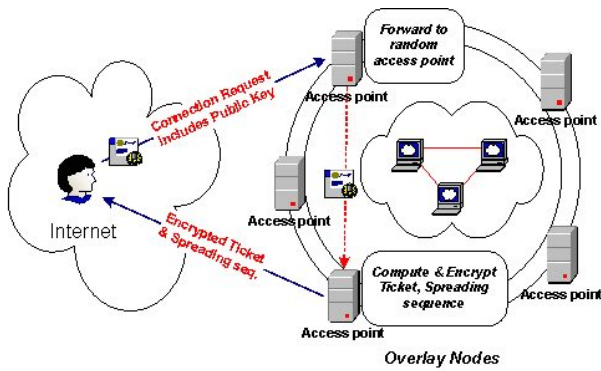 Forward to
random
access point
Access point
Access point
Connection Request
Includes Public Key
Internet
Access point
Encrypted Ticket
& Spreading seq.
Compute & Encrypt
Ticket, Spreading
sequence
Access point
Access point
Overlay Nodes